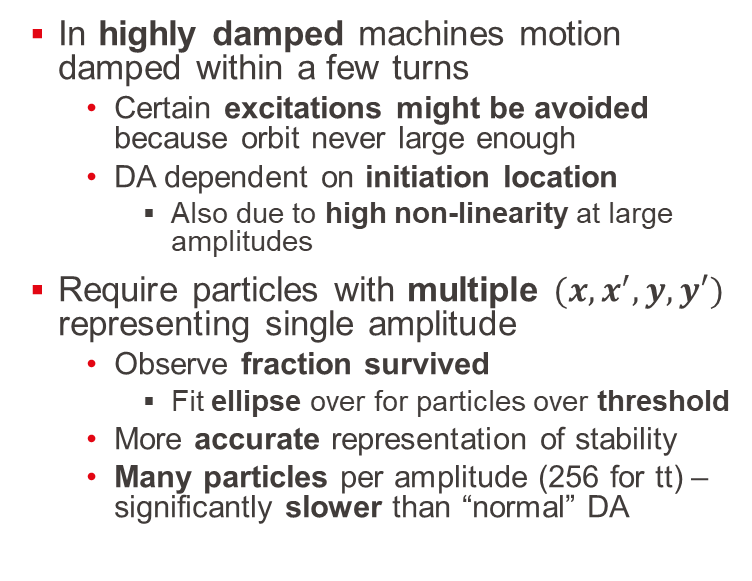 ▪ In highly damped machines motion
damped within a few turns
• Certain excitations might be avoided
because orbit never large enough
• DA dependent on initiation location
▪ Also due to high non-linearity at large
amplitudes
▪ Require particles with multiple (x, x′, y, y′)
representing single amplitude
• Observe fraction survived
▪ Fit ellipse over for particles over threshold
• More accurate representation of stability
• Many particles per amplitude (256 for tt) –
significantly slower than “normal” DA